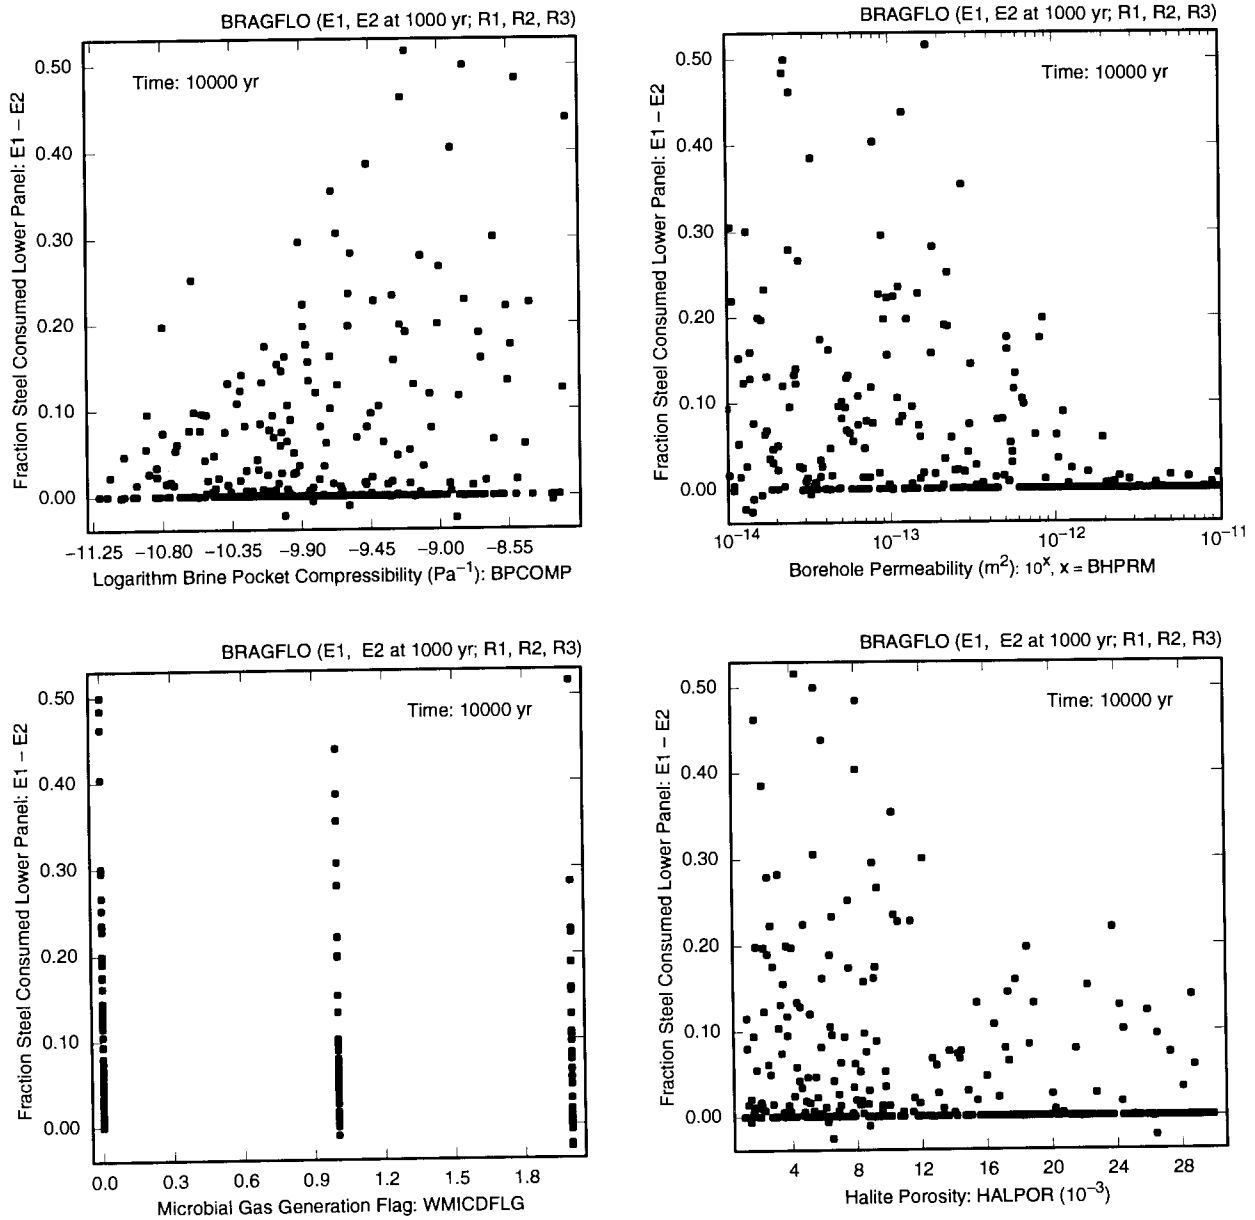 BRAGFLO (E1, E2 at 1000 yr; R1, R2, R3)
Time: 10000 yr
Fraction Steel Consumed Lower Panel: E1 – E2
0.50
0.40
0.30
0.20
0.10
0.00
−11.25 −10.80 −10.35 −9.90 −9.45 −9.00 −8.55
Logarithm Brine Pocket Compressibility (Pa⁻¹): BPCOMP
BRAGFLO (E1, E2 at 1000 yr; R1, R2, R3)
Time: 10000 yr
Fraction Steel Consumed Lower Panel: E1 – E2
0.50
0.40
0.30
0.20
0.10
0.00
10⁻¹⁴ 10⁻¹³ 10⁻¹² 10⁻¹¹
Borehole Permeability (m²): 10ˣ, x = BHPRM
BRAGFLO (E1, E2 at 1000 yr; R1, R2, R3)
Time: 10000 yr
Fraction Steel Consumed Lower Panel: E1 – E2
0.50
0.40
0.30
0.20
0.10
0.00
0.0 0.3 0.6 0.9 1.2 1.5 1.8
Microbial Gas Generation Flag: WMICDFLG
BRAGFLO (E1, E2 at 1000 yr; R1, R2, R3)
Time: 10000 yr
Fraction Steel Consumed Lower Panel: E1 – E2
0.50
0.40
0.30
0.20
0.10
0.00
4 8 12 16 20 24 28
Halite Porosity: HALPOR (10⁻³)